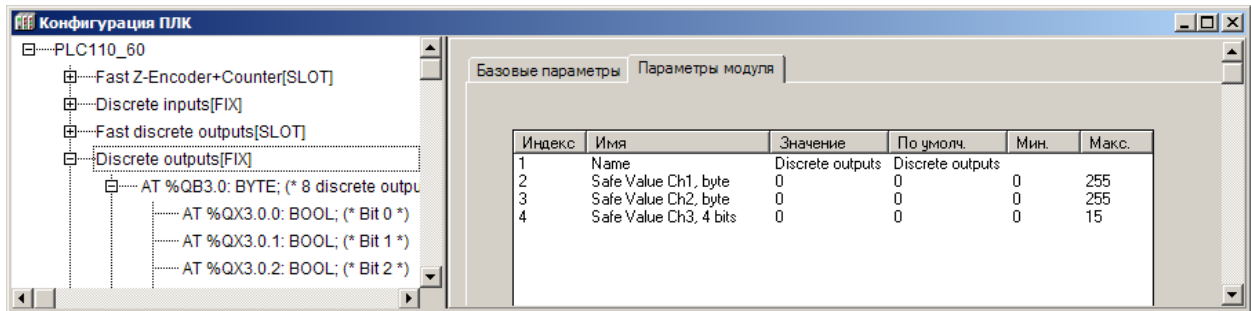 Конфигурация ПЛК
PLC110_60
Fast Z-Encoder+Counter[SLOT]
Discrete inputs[FIX]
Fast discrete outputs[SLOT]
Discrete outputs[FIX]
AT %QB3.0: BYTE; (* 8 discrete outpu
AT %QX3.0.0: BOOL; (* Bit 0 *)
AT %QX3.0.1: BOOL; (* Bit 1 *)
AT %QX3.0.2: BOOL; (* Bit 2 *)
Базовые параметры Параметры модуля
Индекс Имя Значение По умолч. Мин. Макс.
1 Name Discrete outputs Discrete outputs
2 Safe Value Ch1, byte 0 0 0 255
3 Safe Value Ch2, byte 0 0 0 255
4 Safe Value Ch3, 4 bits 0 0 0 15